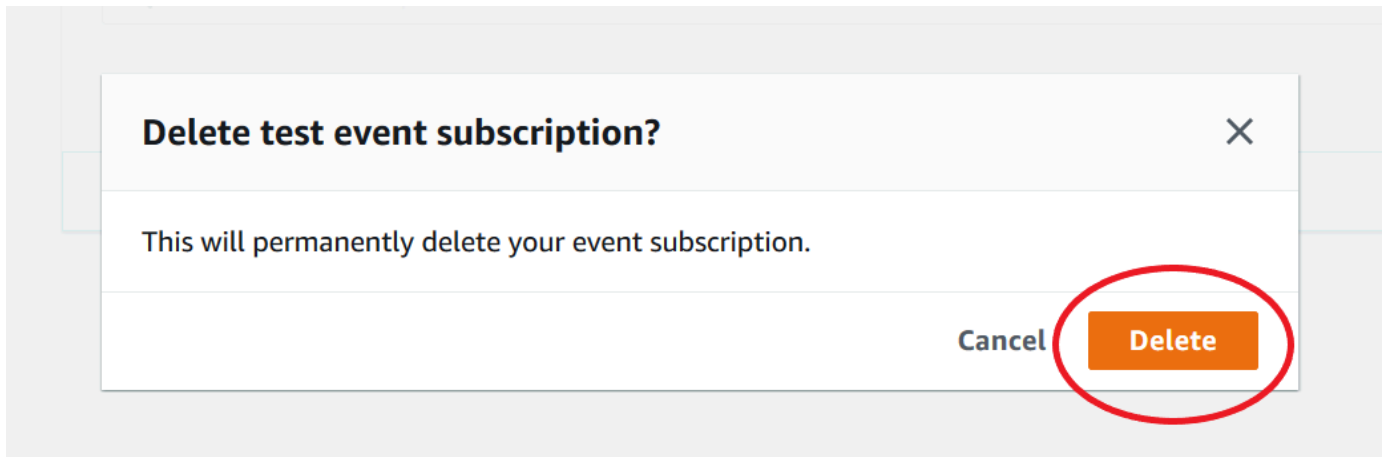 Delete test event subscription?
This will permanently delete your event subscription.
Cancel Delete